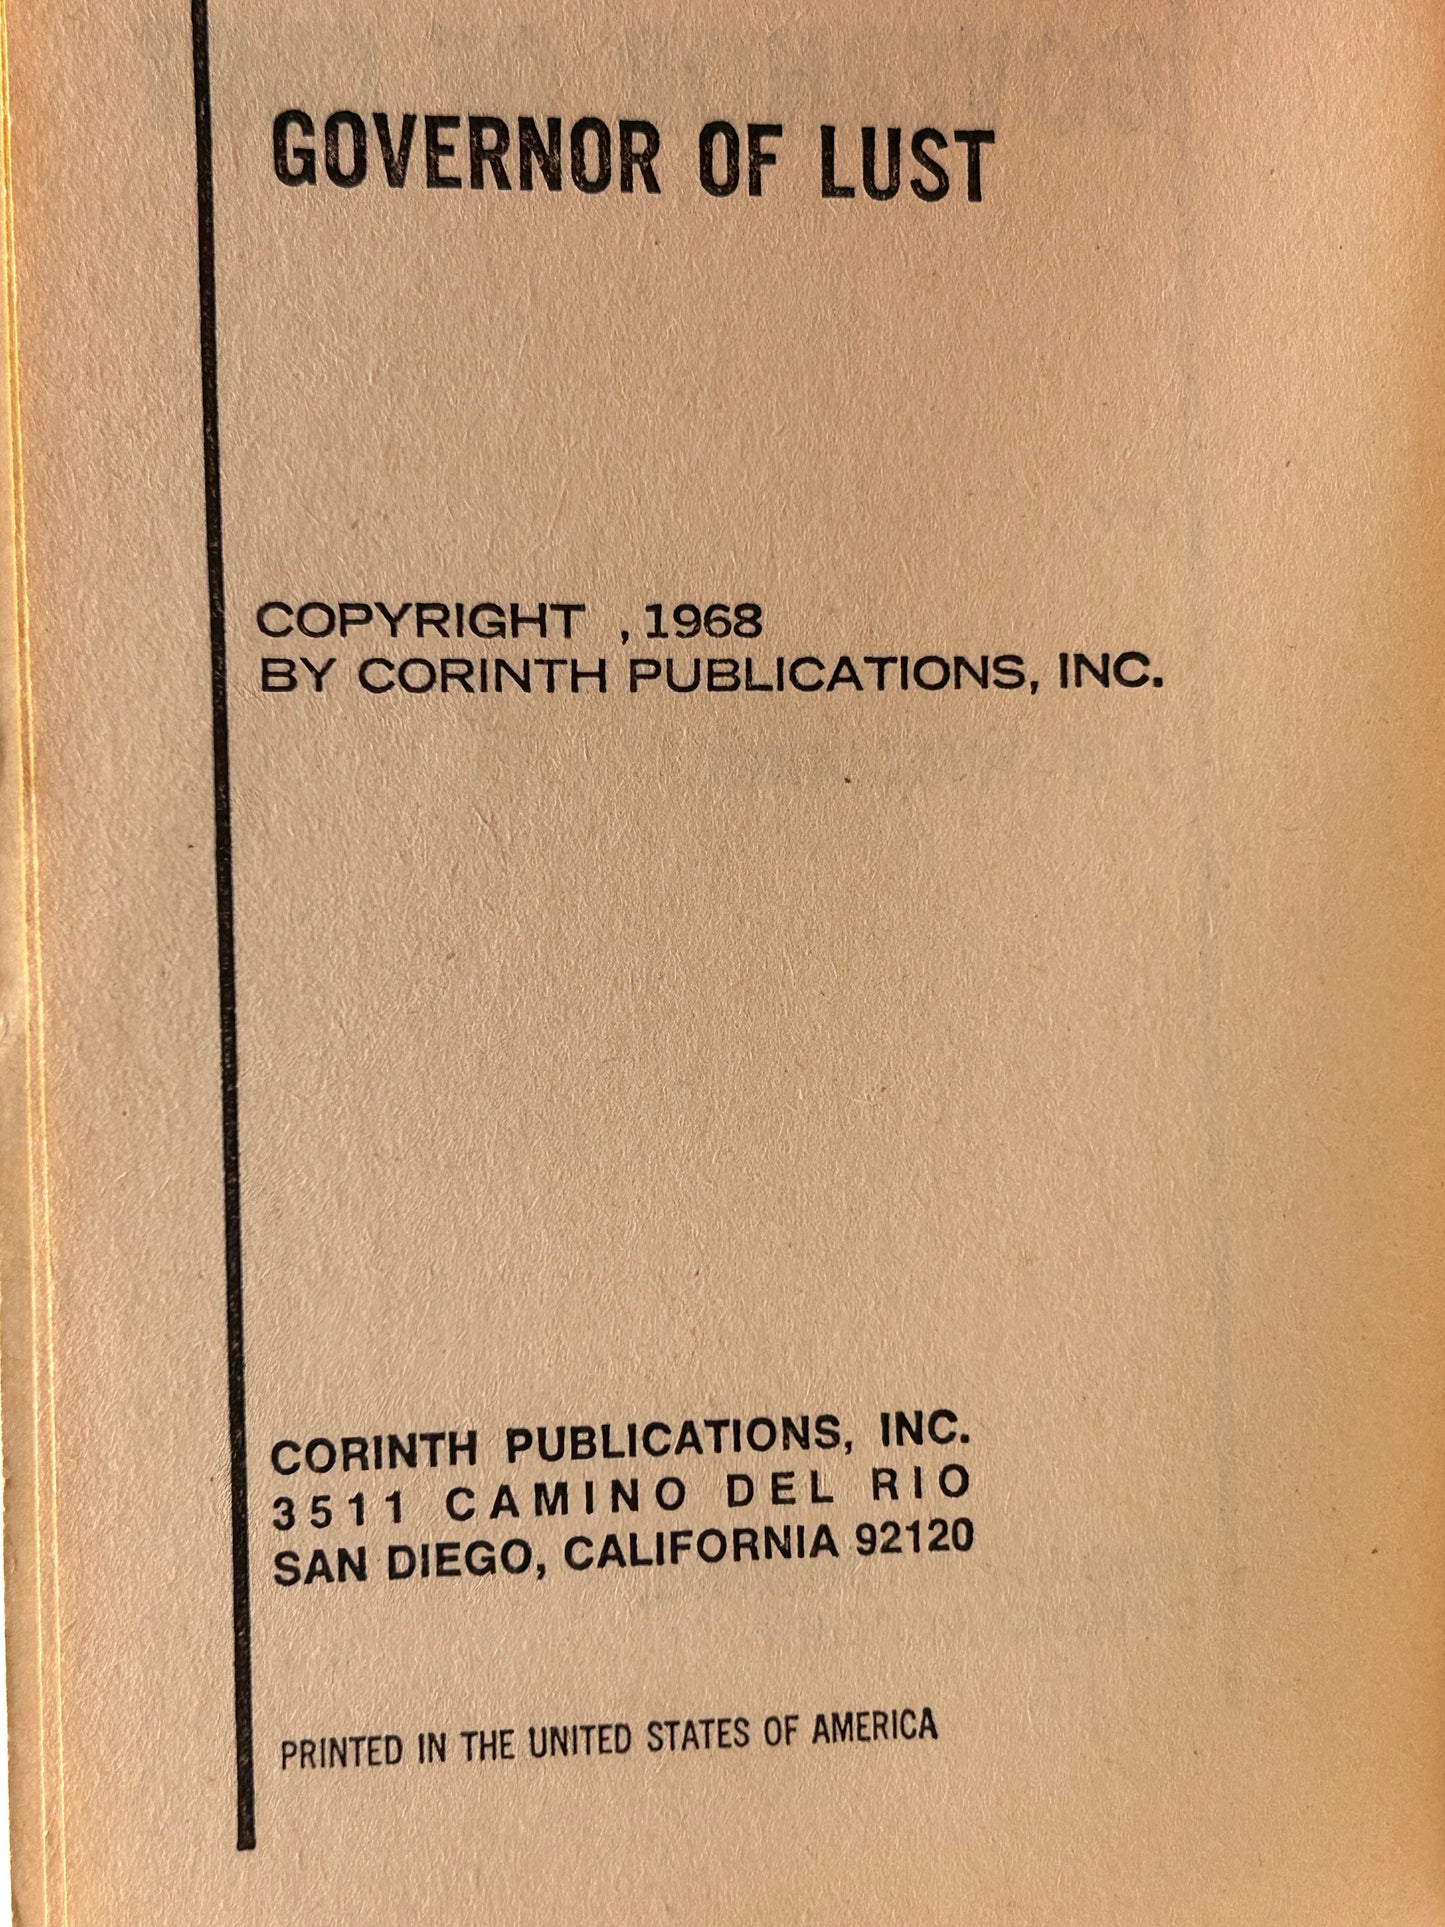 GOVERNOR OF LUST
COPYRIGHT , 1968
BY CORINTH PUBLICATIONS, INC.
CORINTH PUBLICATIONS, INC.
3511 CAMINO DEL RIO
SAN DIEGO, CALIFORNIA 92120
PRINTED IN THE UNITED STATES OF AMERICA